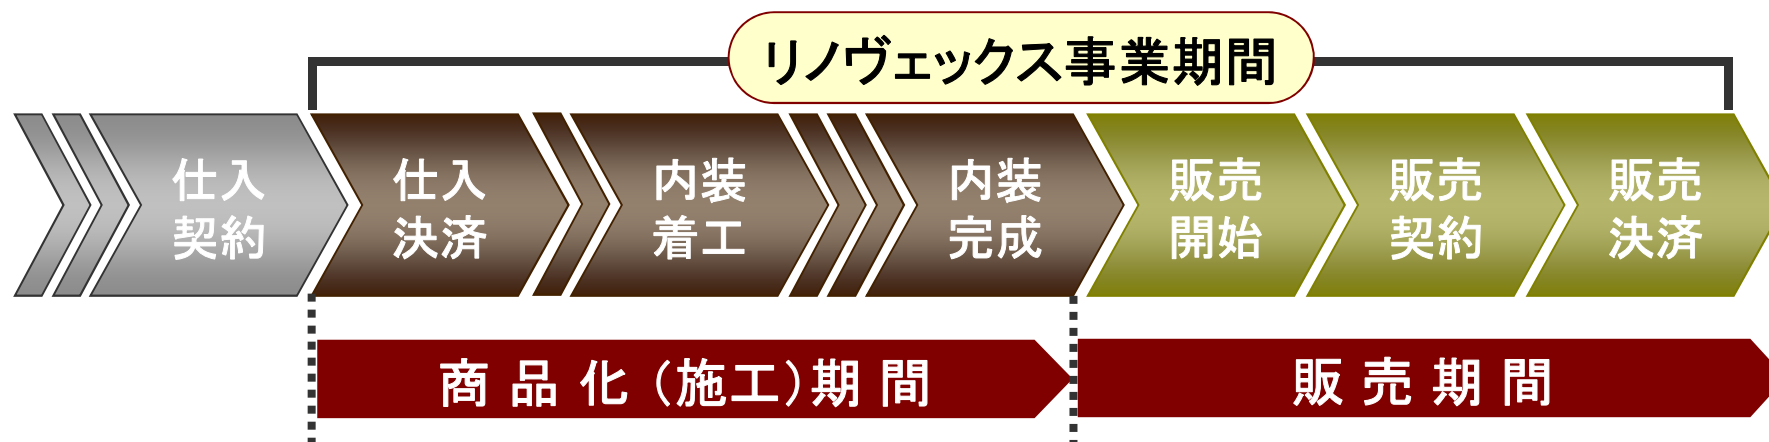 リノヴェックス事業期間
仕入
契約
仕入
決済
内装
着工
内装
完成
販売
開始
販売
契約
販売
決済
商品化(施工)期間
販売期間